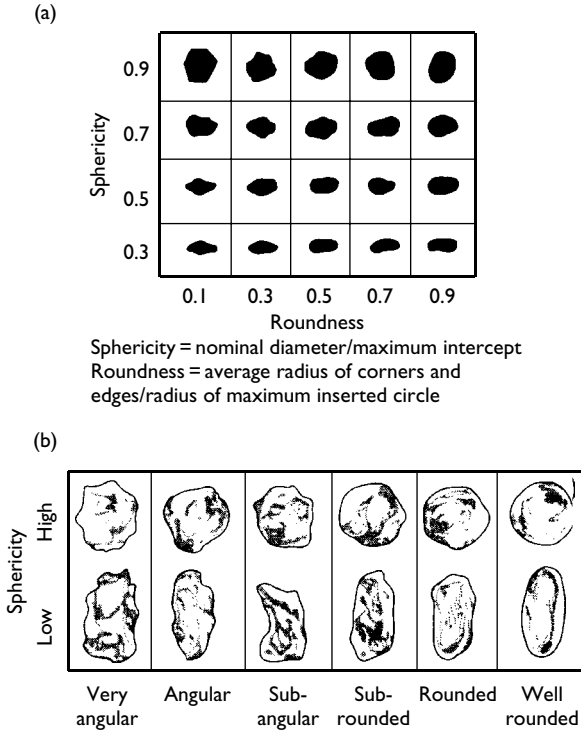 (a)
Sphericity
0.9
0.7
0.5
0.3
0.1 0.3 0.5 0.7 0.9
Roundness
Sphericity = nominal diameter/maximum intercept
Roundness = average radius of corners and
edges/radius of maximum inserted circle
(b)
Sphericity
High
Low
Very angular
Angular
Sub-angular
Sub-rounded
Rounded
Well rounded